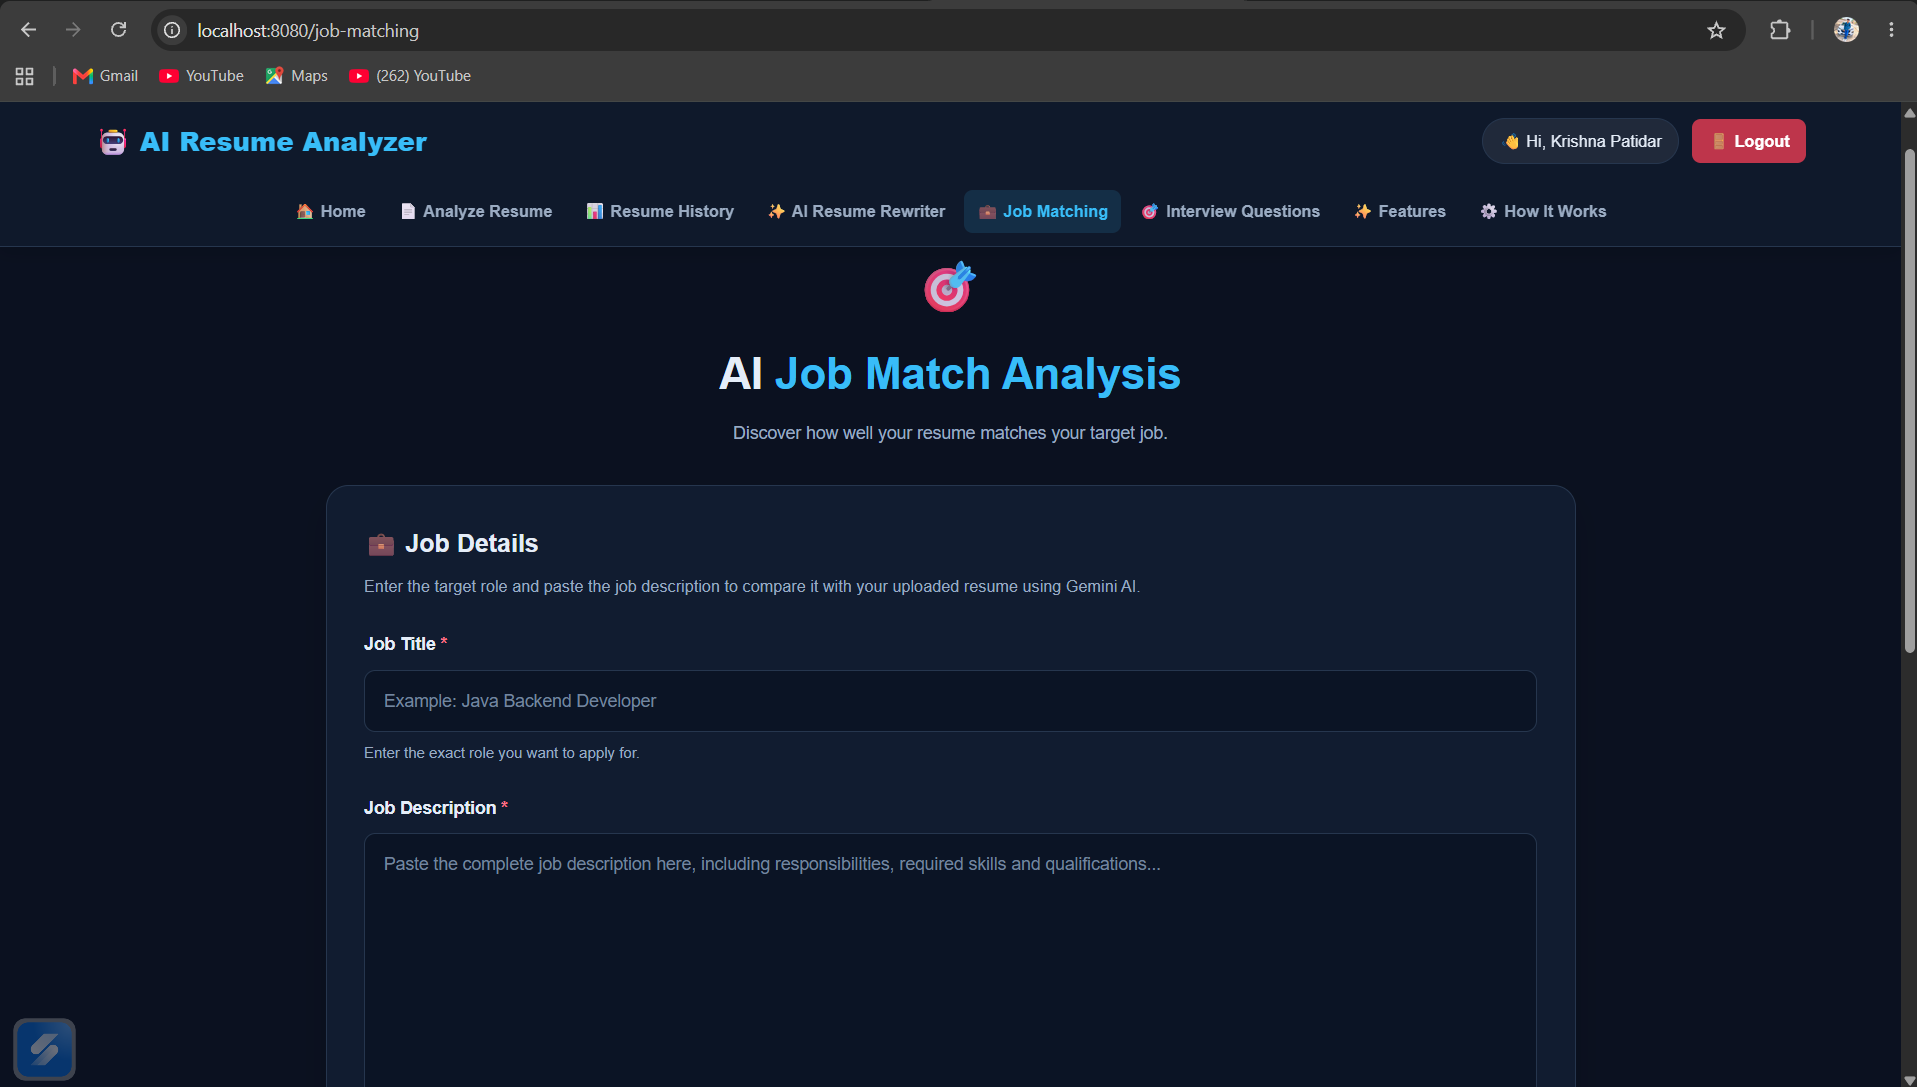 localhost:8080/job-matching
Gmail YouTube Maps (262) YouTube
AI Resume Analyzer
Hi, Krishna Patidar
Logout
Home Analyze Resume Resume History AI Resume Rewriter Job Matching Interview Questions Features How It Works
AI Job Match Analysis
Discover how well your resume matches your target job.
Job Details
Enter the target role and paste the job description to compare it with your uploaded resume using Gemini AI.
Job Title *
Example: Java Backend Developer
Enter the exact role you want to apply for.
Job Description *
Paste the complete job description here, including responsibilities, required skills and qualifications...